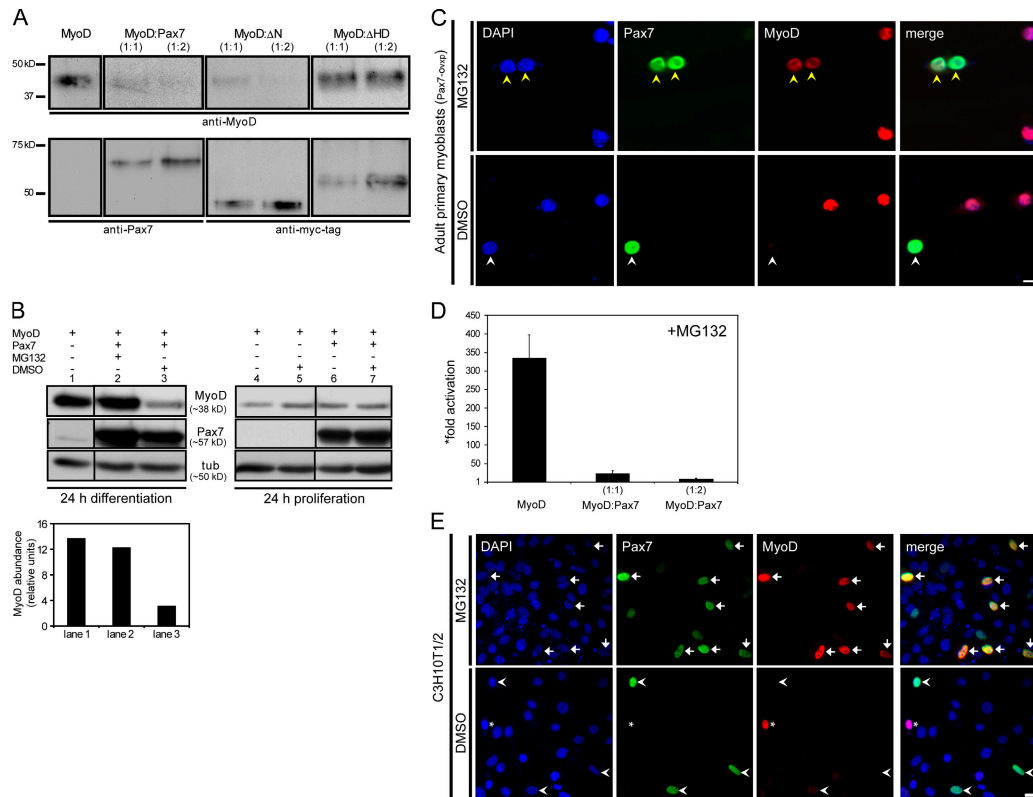 A
MyoD MyoD:Pax7 MyoD:ΔN MyoD:ΔHD
(1:1) (1:2) (1:1) (1:2) (1:1) (1:2)
50 kD
37
anti-MyoD
75 kD
50
anti-Pax7 anti-myc-tag
B
MyoD + + + + + + +
Pax7 - + + - - + +
MG132 - + - - - - -
DMSO - - + - + - +
1 2 3 4 5 6 7
MyoD
(~38 kD)
Pax7
(~57 kD)
tub
(~50 kD)
24 h differentiation 24 h proliferation
MyoD abundance
(relative units)
16
12
8
4
0
lane 1 lane 2 lane 3
C
Adult primary myoblasts (Pax7-ovxp)
MG132
DMSO
DAPI Pax7 MyoD merge
D
+MG132
*fold activation
450
400
350
300
250
200
150
100
50
1
MyoD (1:1) (1:2)
MyoD:Pax7 MyoD:Pax7
E
C3H10T1/2
MG132
DMSO
DAPI Pax7 MyoD merge
* * * *